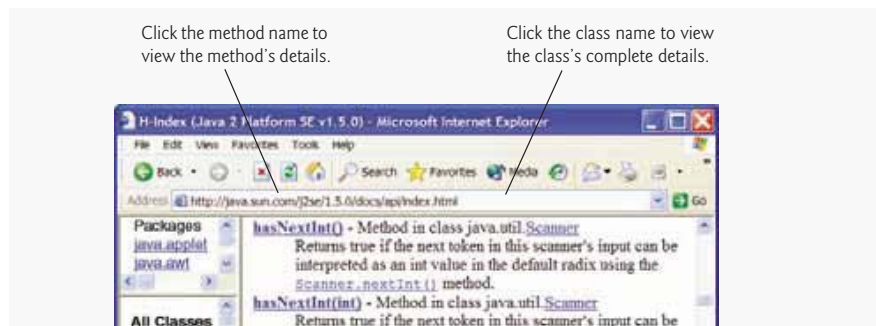 Click the method name to
view the method's details.
Click the class name to view
the class's complete details.
H-Index (Java 2 Platform SE v1.5.0) - Microsoft Internet Explorer
File Edit View Favorites Tools Help
Back Search Favorites Media
Address http://java.sun.com/j2se/1.5.0/docs/api/index.html Go
Packages
java.applet
java.awt
All Classes
hasNextInt() - Method in class java.util.Scanner
Returns true if the next token in this scanner's input can be
interpreted as an int value in the default radix using the
Scanner.nextInt() method.
hasNextInt(int) - Method in class java.util.Scanner
Returns true if the next token in this scanner's input can be